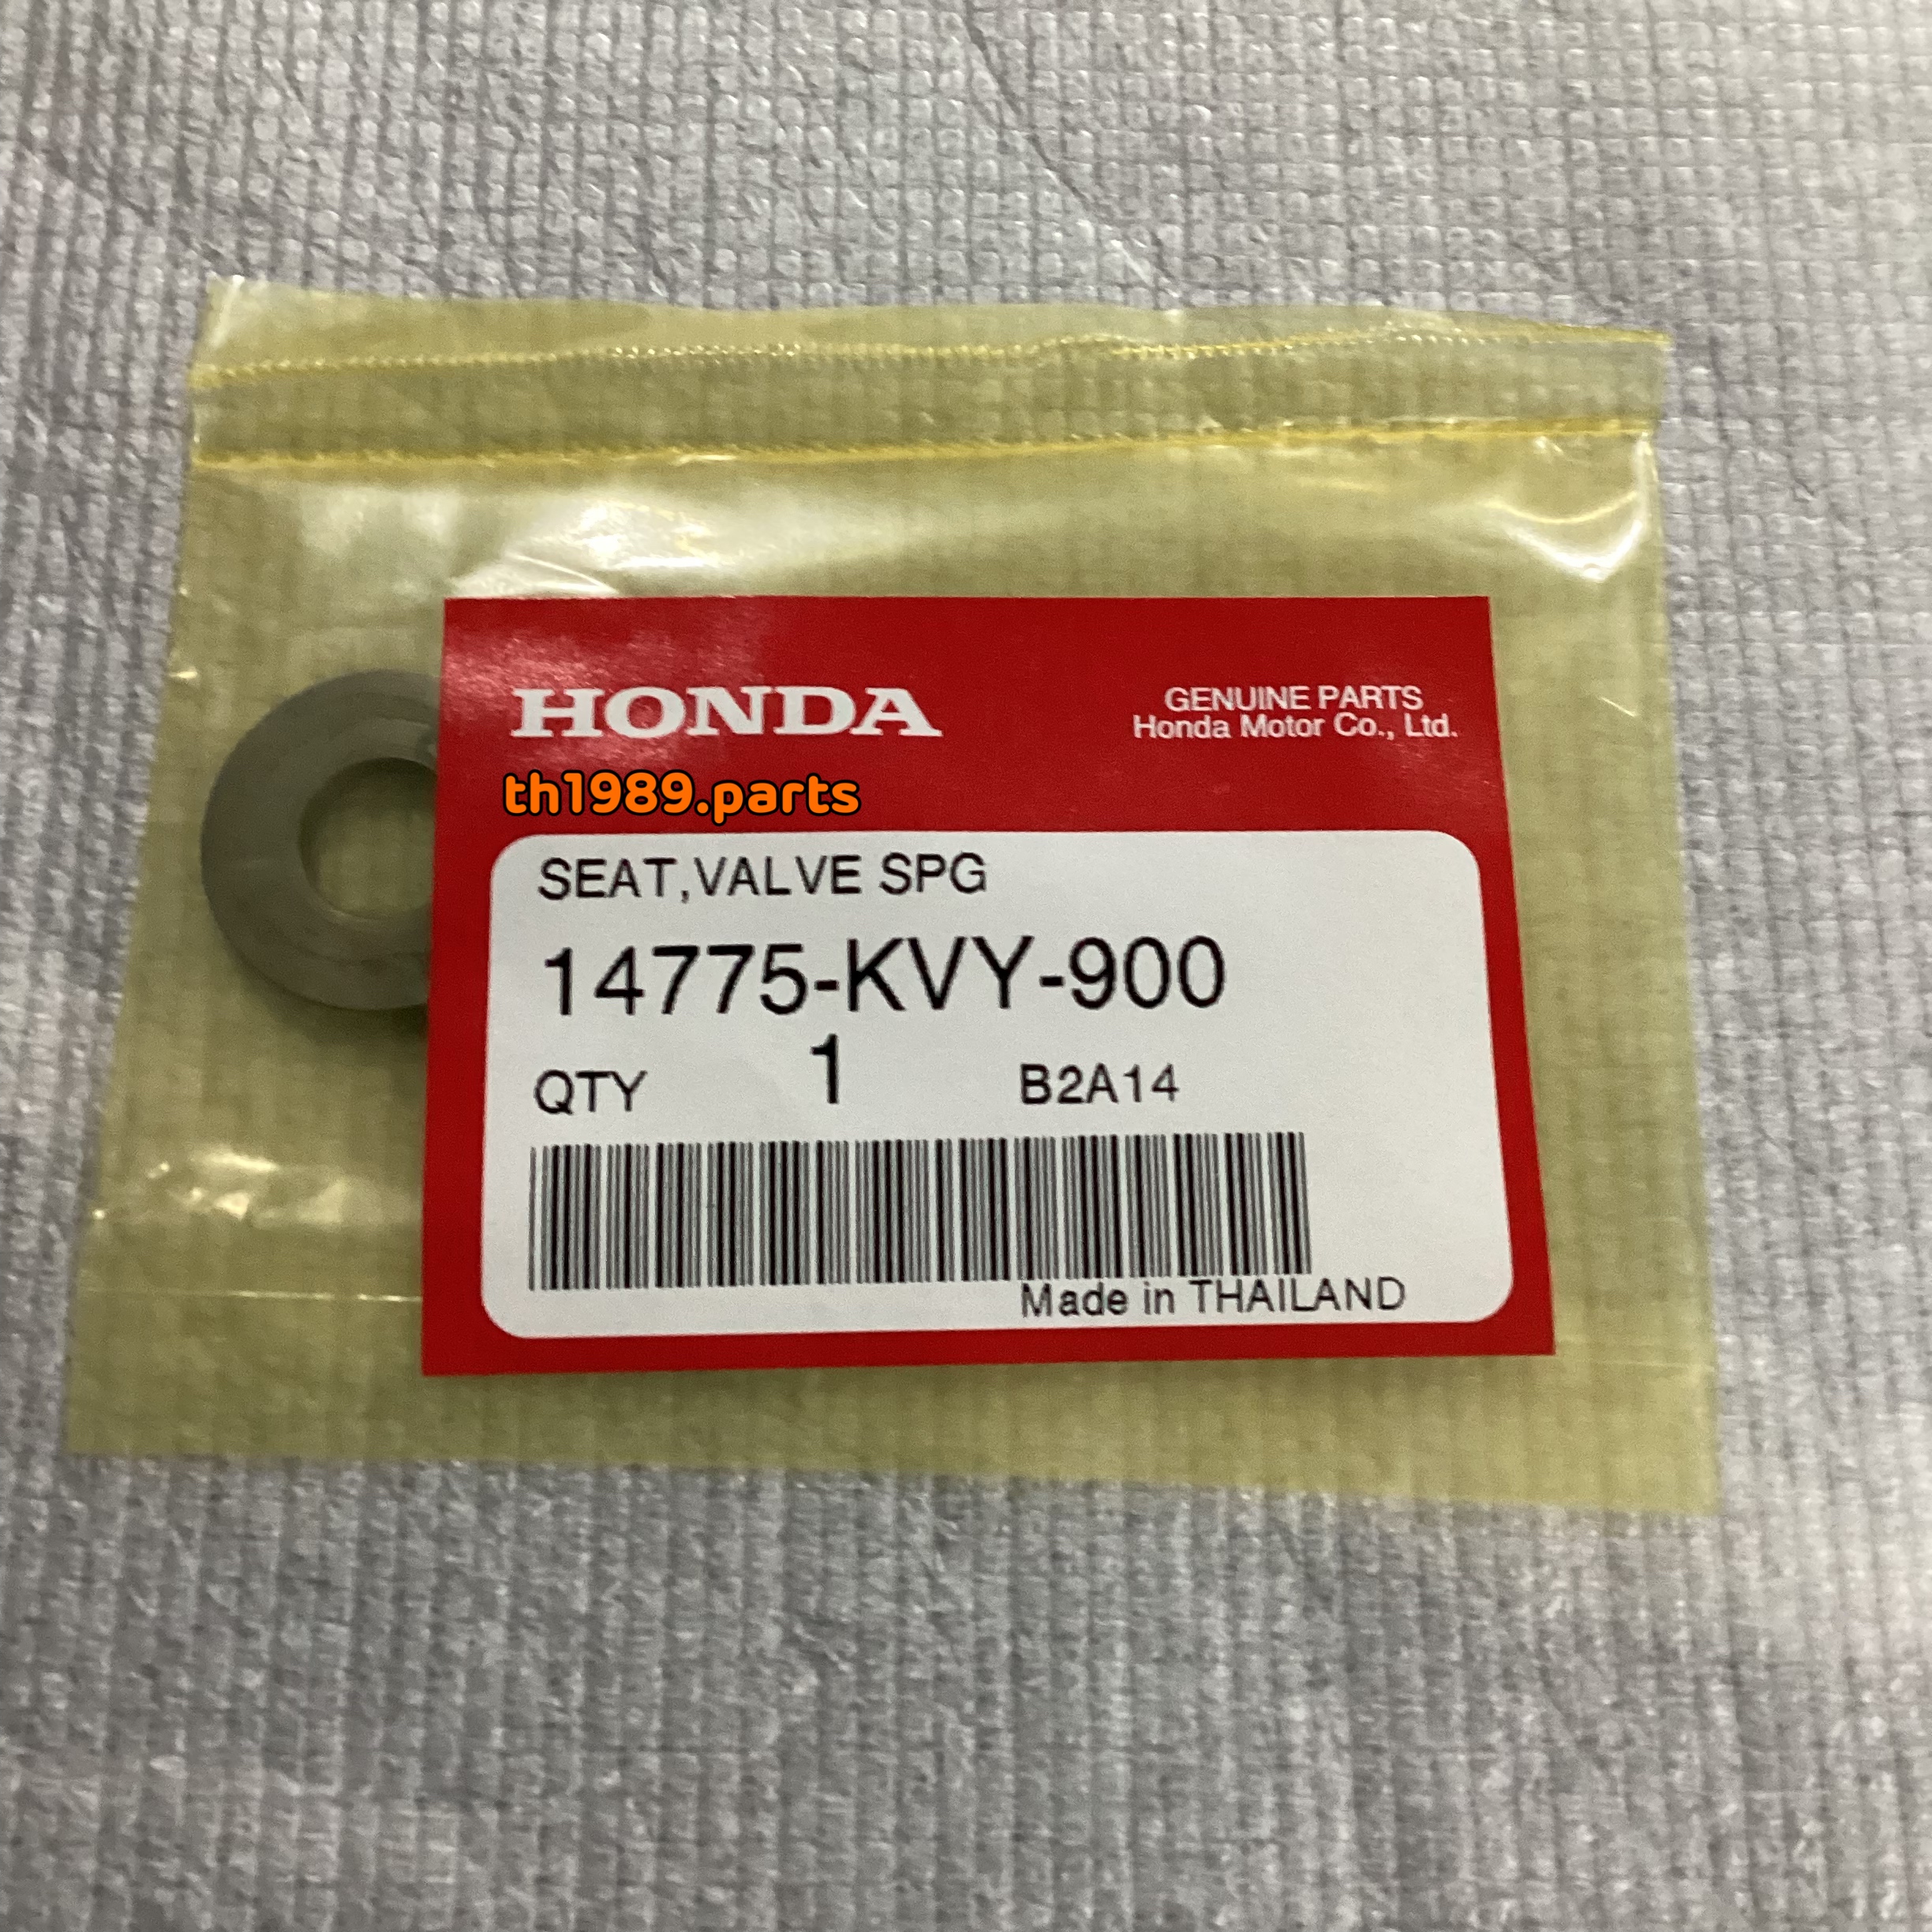 HONDA
GENUINE PARTS
Honda Motor Co., Ltd.
th1989.parts
SEAT,VALVE SPG
14775-KVY-900
QTY 1 B2A14
Made in THAILAND